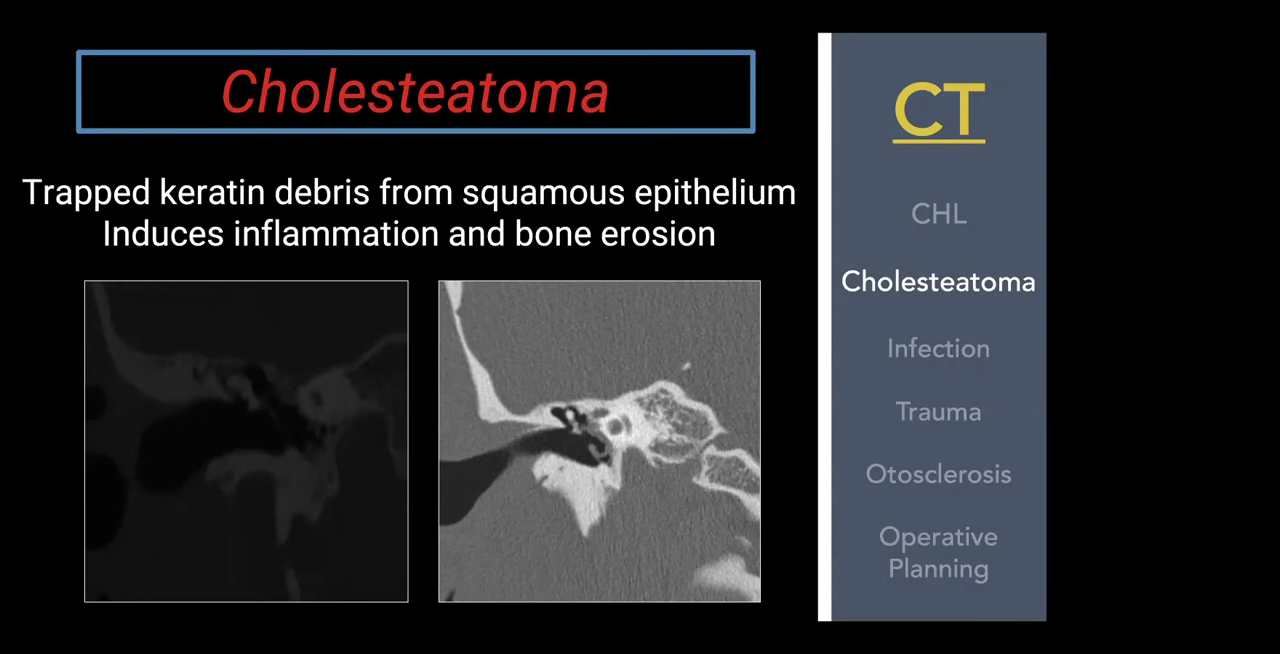 Cholesteatoma
Trapped keratin debris from squamous epithelium
Induces inflammation and bone erosion
CT
CHL
Cholesteatoma
Infection
Trauma
Otosclerosis
Operative
Planning